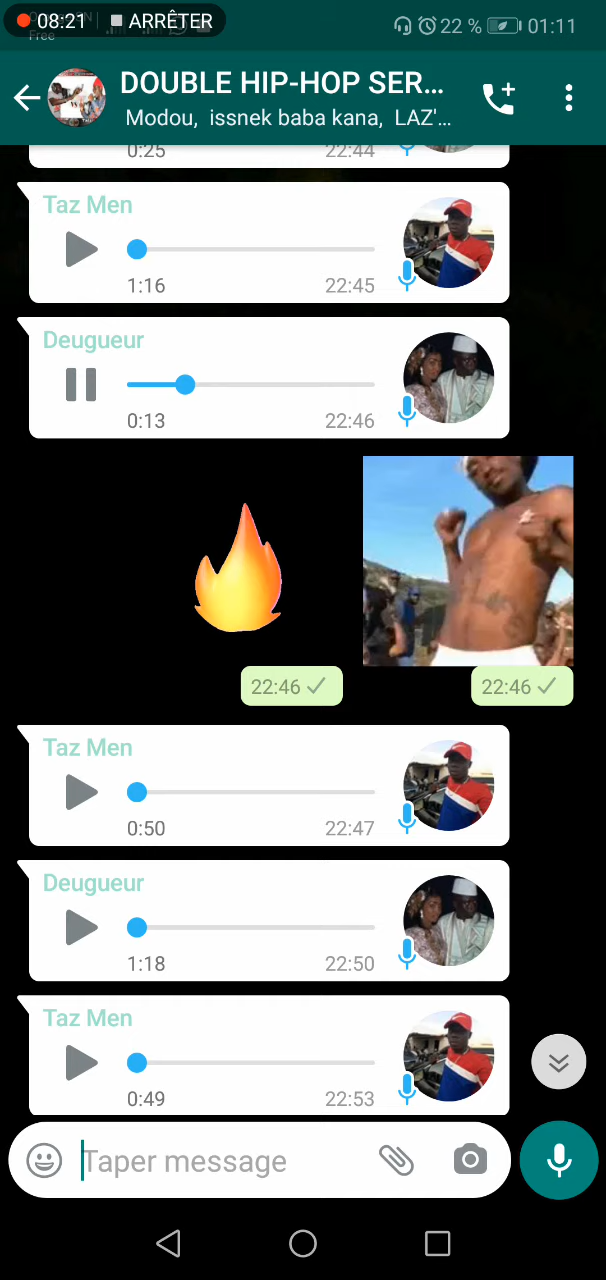 08:21 ARRÊTER
Free
22 % 01:11
DOUBLE HIP-HOP SER...
Modou, issnek baba kana, LAZ'...
0:25 22:44
Taz Men
1:16 22:45
Deugueur
0:13 22:46
22:46
22:46
Taz Men
0:50 22:47
Deugueur
1:18 22:50
Taz Men
0:49 22:53
Taper message